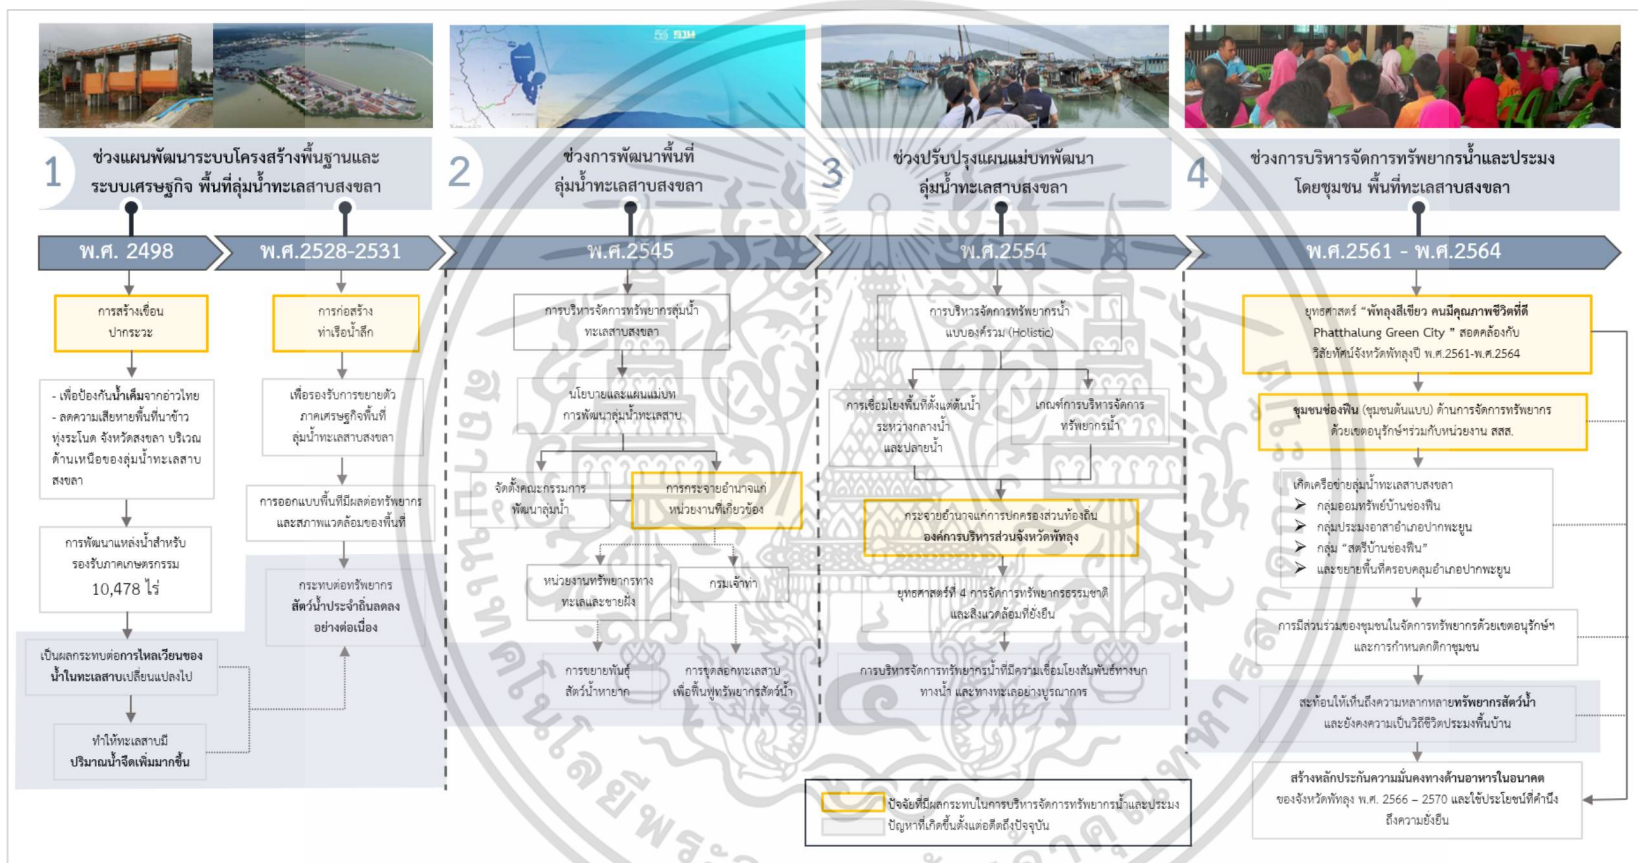 1
ช่วงแผนพัฒนาระบบโครงสร้างพื้นฐานและ
ระบบเศรษฐกิจ พื้นที่ลุ่มน้ำทะเลสาบสงขลา
2
ช่วงการพัฒนาพื้นที่
ลุ่มน้ำทะเลสาบสงขลา
3
ช่วงปรับปรุงแผนแม่บทพัฒนา
ลุ่มน้ำทะเลสาบสงขลา
4
ช่วงการบริหารจัดการทรัพยากรน้ำและประมง
โดยชุมชน พื้นที่ทะเลสาบสงขลา
พ.ศ. 2498
พ.ศ.2528-2531
พ.ศ.2545
พ.ศ.2554
พ.ศ.2561 - พ.ศ.2564
การสร้างเขื่อน
ปากระวะ
- เพื่อป้องกันน้ำเค็มจากอ่าวไทย
- ลดความเสียหายพื้นที่นาข้าว
ทุ่งระโนด จังหวัดสงขลา บริเวณ
ด้านเหนือของลุ่มน้ำทะเลสาบ
สงขลา
การพัฒนาแหล่งน้ำสำหรับ
รองรับภาคเกษตรกรรม
10,478 ไร่
เป็นผลกระทบต่อการไหลเวียนของ
น้ำในทะเลสาบเปลี่ยนแปลงไป
ทำให้ทะเลสาบมี
ปริมาณน้ำจืดเพิ่มมากขึ้น
การก่อสร้าง
ท่าเรือน้ำลึก
เพื่อรองรับการขยายตัว
ภาคเศรษฐกิจพื้นที่
ลุ่มน้ำทะเลสาบสงขลา
การออกแบบพื้นที่มีผลต่อทรัพยากร
และสภาพแวดล้อมของพื้นที่
กระทบต่อทรัพยากร
สัตว์น้ำประจำถิ่นลดลง
อย่างต่อเนื่อง
การบริหารจัดการทรัพยากรลุ่มน้ำ
ทะเลสาบสงขลา
นโยบายและแผนแม่บท
การพัฒนาลุ่มน้ำทะเลสาบ
จัดตั้งคณะกรรมการ
พัฒนาลุ่มน้ำ
การกระจายอำนาจแก่
หน่วยงานที่เกี่ยวข้อง
หน่วยงานทรัพยากรทาง
ทะเลและชายฝั่ง
กรมเจ้าท่า
การขยายพันธุ์
สัตว์น้ำหายาก
การขุดลอกทะเลสาบ
เพื่อฟื้นฟูทรัพยากรสัตว์น้ำ
การบริหารจัดการทรัพยากรน้ำ
แบบองค์รวม (Holistic)
การเชื่อมโยงพื้นที่ตั้งแต่ต้นน้ำ
ระหว่างกลางน้ำ
และปลายน้ำ
เกณฑ์การบริหารจัดการ
ทรัพยากรน้ำ
กระจายอำนาจแก่การปกครองส่วนท้องถิ่น
องค์การบริหารส่วนจังหวัดพัทลุง
ยุทธศาสตร์ที่ 4 การจัดการทรัพยากรธรรมชาติ
และสิ่งแวดล้อมที่ยั่งยืน
การบริหารจัดการทรัพยากรน้ำที่มีความเชื่อมโยงสัมพันธ์ทางบก
ทางน้ำ และทางทะเลอย่างบูรณาการ
ยุทธศาสตร์ "พัทลุงสีเขียว คนมีคุณภาพชีวิตที่ดี
Phatthalung Green City " สอดคล้องกับ
วิสัยทัศน์จังหวัดพัทลุงปี พ.ศ.2561-พ.ศ.2564
ชุมชนช่องฟืน (ชุมชนต้นแบบ) ด้านการจัดการทรัพยากร
ด้วยเขตอนุรักษ์ฯร่วมกับหน่วยงาน สสส.
เกิดเครือข่ายลุ่มน้ำทะเลสาบสงขลา
➤ กลุ่มออมทรัพย์บ้านช่องฟืน
➤ กลุ่มประมงอาสาอำเภอปากพะยูน
➤ กลุ่ม "สตรีบ้านช่องฟืน"
➤ และขยายพื้นที่ครอบคลุมอำเภอปากพะยูน
การมีส่วนร่วมของชุมชนในจัดการทรัพยากรด้วยเขตอนุรักษ์ฯ
และการกำหนดกติกาชุมชน
สะท้อนให้เห็นถึงความหลากหลายทรัพยากรสัตว์น้ำ
และยังคงความเป็นวิถีชีวิตประมงพื้นบ้าน
สร้างหลักประกันความมั่นคงทางด้านอาหารในอนาคต
ของจังหวัดพัทลุง พ.ศ. 2566 – 2570 และใช้ประโยชน์ที่คำนึง
ถึงความยั่งยืน
ปัจจัยที่มีผลกระทบในการบริหารจัดการทรัพยากรน้ำและประมง
ปัญหาที่เกิดขึ้นตั้งแต่อดีตถึงปัจจุบัน